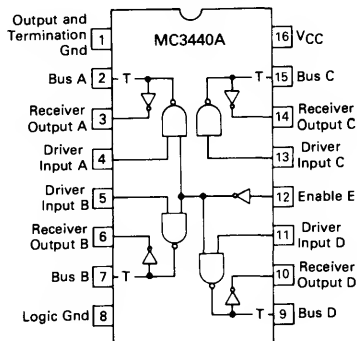 MC3440A
Output and
Termination
Gnd
1
Bus A
2
T
Receiver
Output A
3
Driver
Input A
4
Driver
Input B
5
Receiver
Output B
6
Bus B
7
T
Logic Gnd
8
16
VCC
T
15
Bus C
14
Receiver
Output C
13
Driver
Input C
12
Enable E
11
Driver
Input D
10
Receiver
Output D
T
9
Bus D